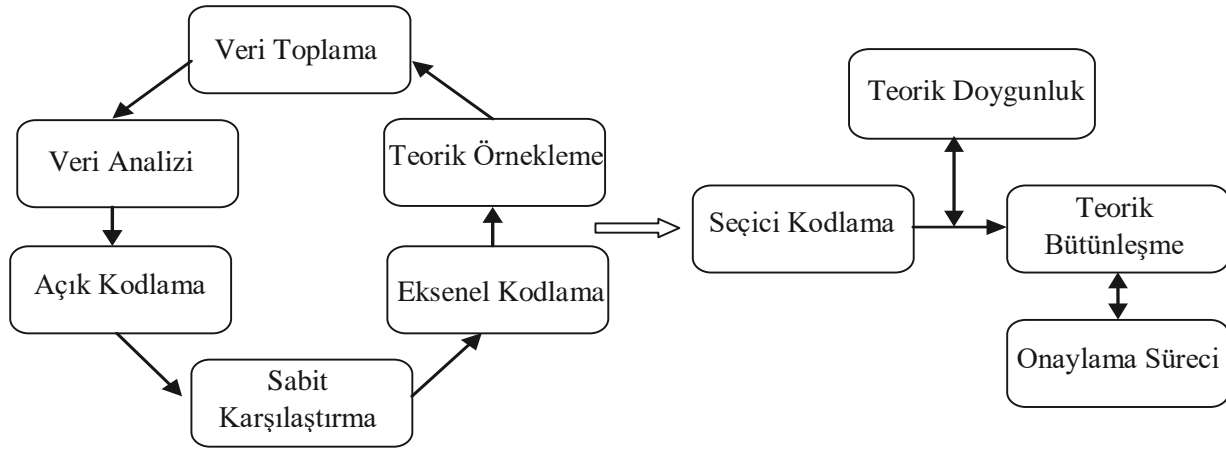 Veri Toplama
Veri Analizi
Açık Kodlama
Sabit
Karşılaştırma
Eksenel Kodlama
Teorik Örnekleme
Seçici Kodlama
Teorik Doygunluk
Teorik
Bütünleşme
Onaylama Süreci